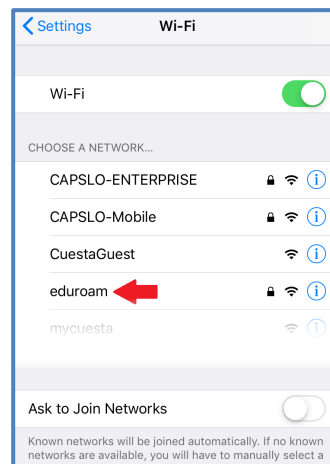 Settings
Wi-Fi
Wi-Fi
CHOOSE A NETWORK...
CAPSLO-ENTERPRISE
CAPSLO-Mobile
CuestaGuest
eduroam
mycuesta
Ask to Join Networks
Known networks will be joined automatically. If no known
networks are available, you will have to manually select a